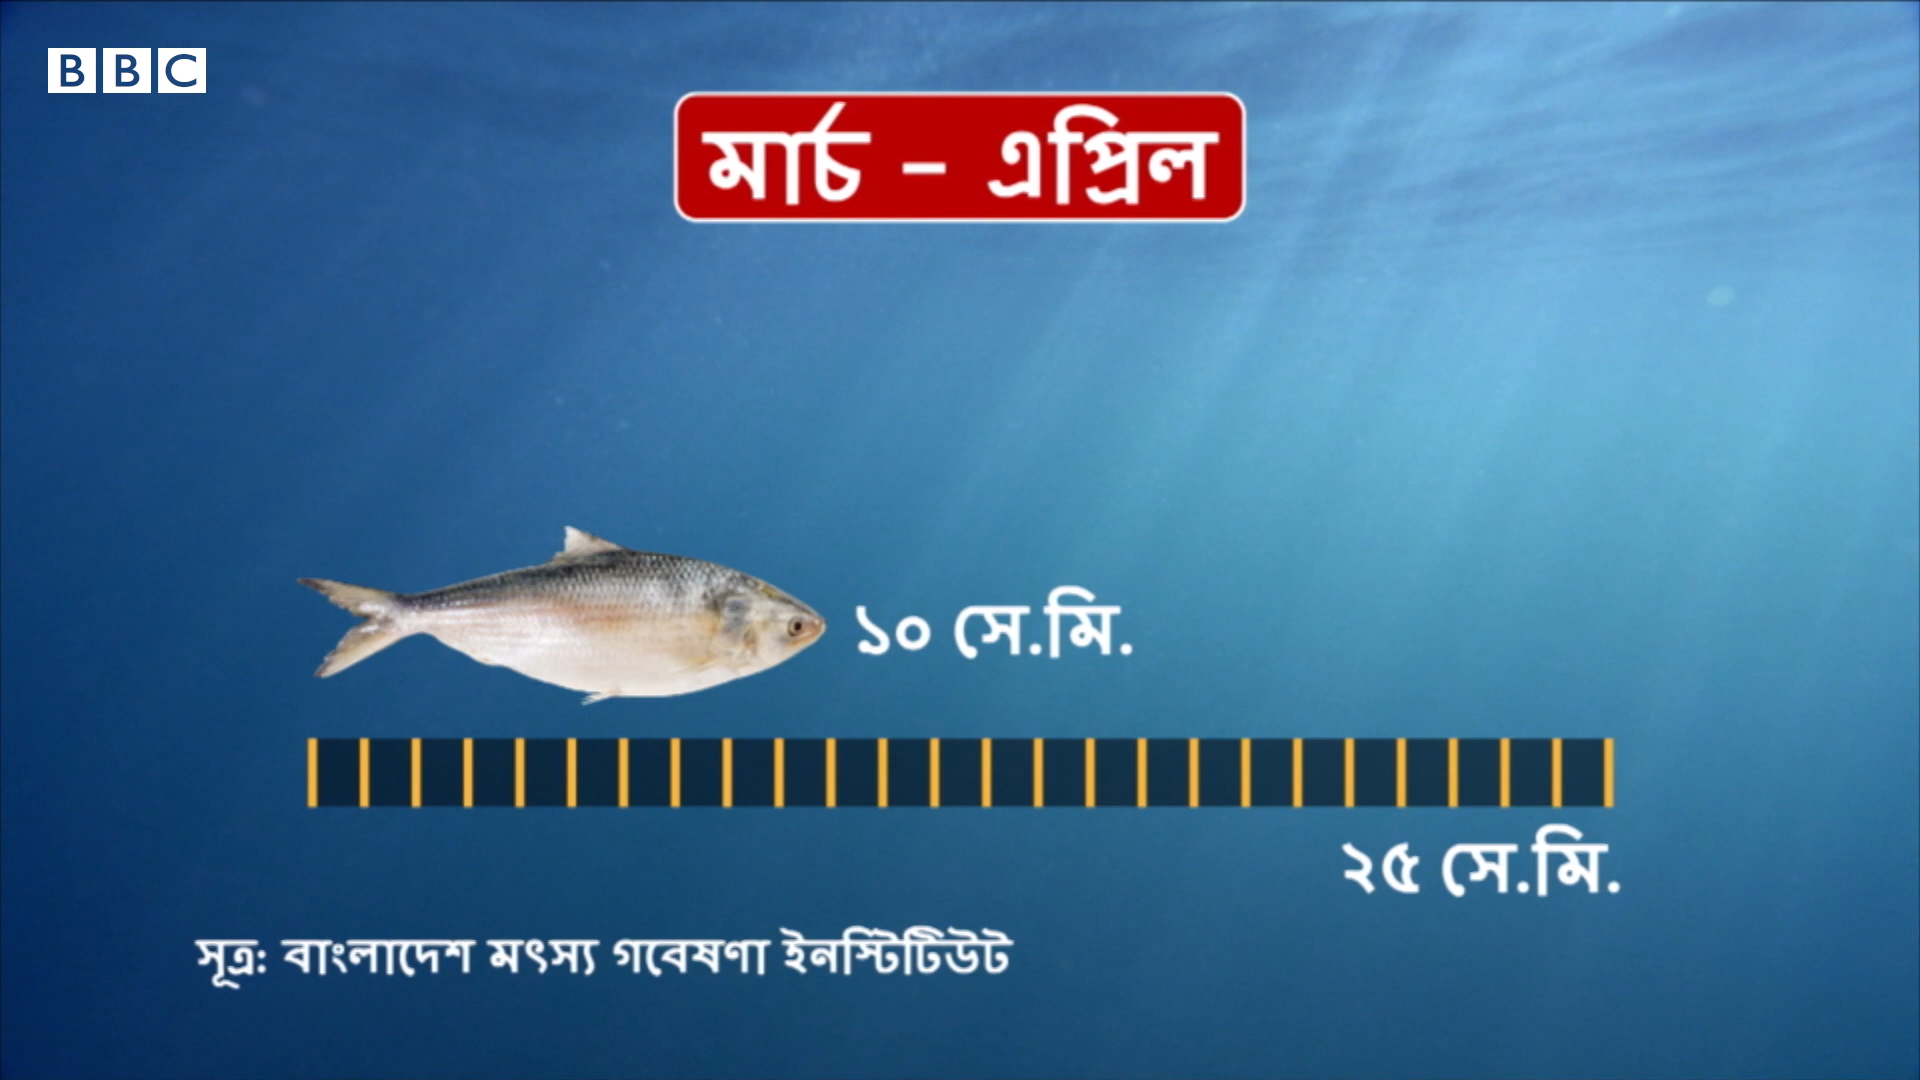 BBC
মার্চ - এপ্রিল
১০ সে.মি.
২৫ সে.মি.
সূত্র: বাংলাদেশ মৎস্য গবেষণা ইনস্টিটিউট